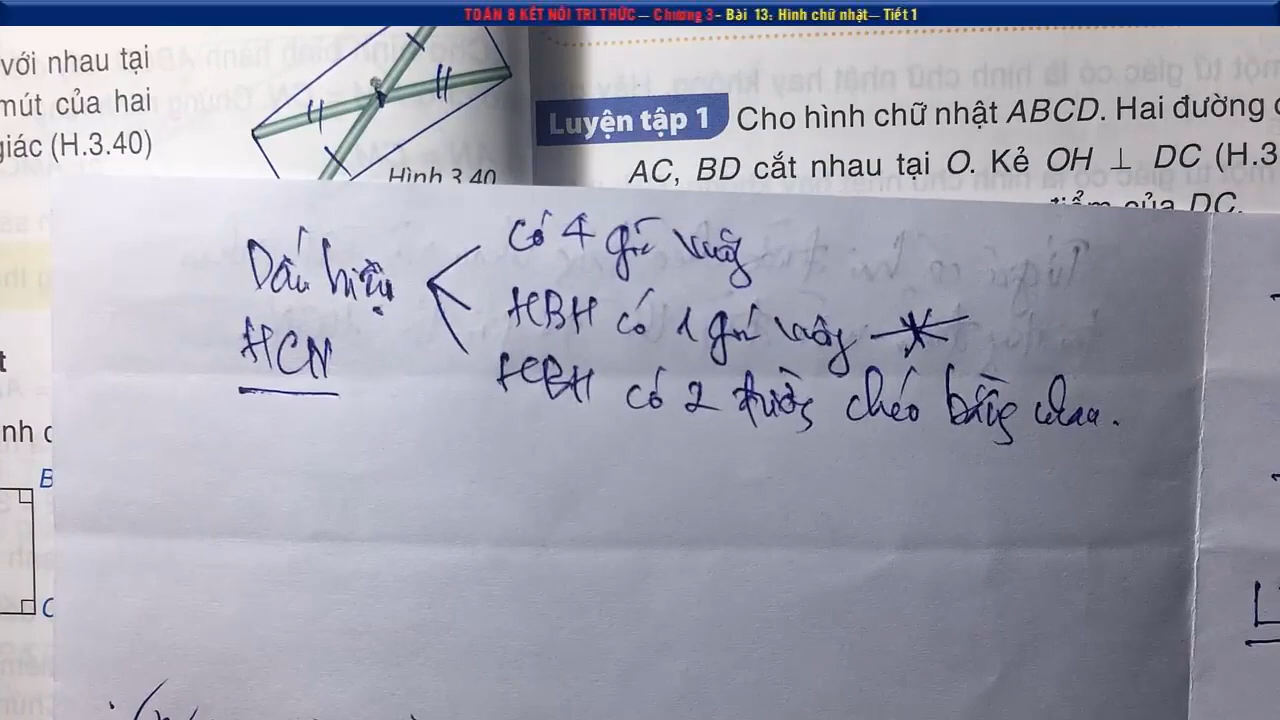 TOÁN 8 KẾT NỐI TRI THỨC – Chương 3- Bài 13: Hình chữ nhật– Tiết 1
với nhau tại
mút của hai
giác (H.3.40)
Hình 3.40
Luyện tập 1 Cho hình chữ nhật ABCD. Hai đường
AC, BD cắt nhau tại O. Kẻ OH ⊥ DC (H.3
điểm của DC.
Dấu hiệu
HCN
Có 4 góc vuông
HBH có 1 góc vuông
HBH có 2 đường chéo bằng nhau.
B
C